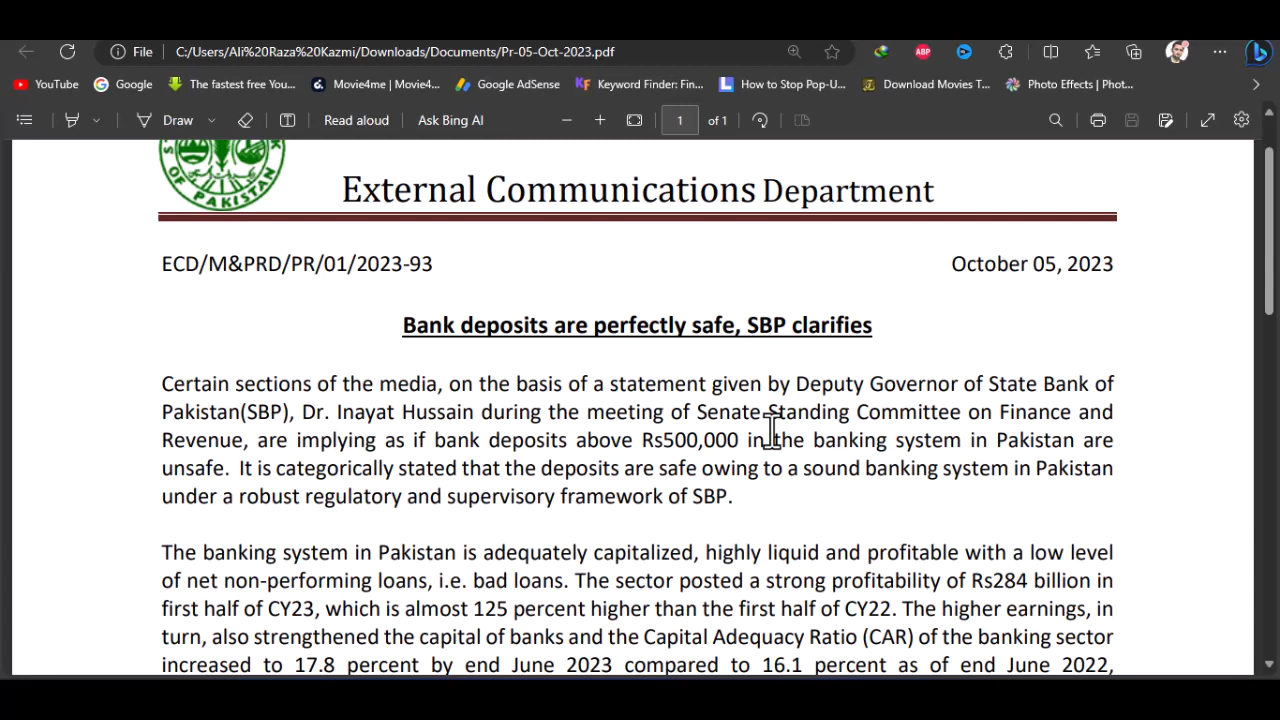 File C:/Users/Ali%20Raza%20Kazmi/Downloads/Documents/Pr-05-Oct-2023.pdf ABP
YouTube Google The fastest free You... Movie4me | Movie4... Google AdSense KF Keyword Finder: Fin... L How to Stop Pop-U... Download Movies T... Photo Effects | Phot...
Draw Read aloud Ask Bing AI 1 of 1
OF PAKISTAN
External Communications Department
ECD/M&PRD/PR/01/2023-93 October 05, 2023
Bank deposits are perfectly safe, SBP clarifies
Certain sections of the media, on the basis of a statement given by Deputy Governor of State Bank of
Pakistan(SBP), Dr. Inayat Hussain during the meeting of Senate Standing Committee on Finance and
Revenue, are implying as if bank deposits above Rs500,000 in the banking system in Pakistan are
unsafe. It is categorically stated that the deposits are safe owing to a sound banking system in Pakistan
under a robust regulatory and supervisory framework of SBP.
The banking system in Pakistan is adequately capitalized, highly liquid and profitable with a low level
of net non-performing loans, i.e. bad loans. The sector posted a strong profitability of Rs284 billion in
first half of CY23, which is almost 125 percent higher than the first half of CY22. The higher earnings, in
turn, also strengthened the capital of banks and the Capital Adequacy Ratio (CAR) of the banking sector
increased to 17.8 percent by end June 2023 compared to 16.1 percent as of end June 2022,